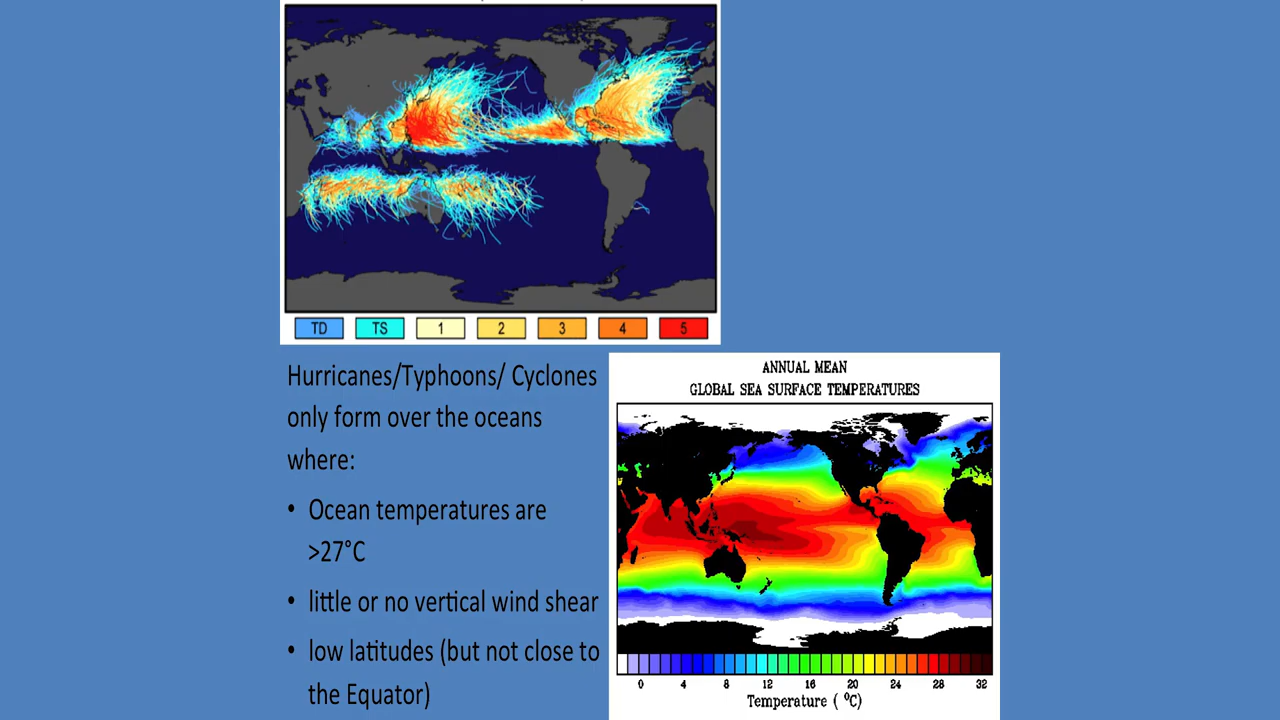 TD TS 1 2 3 4 5
Hurricanes/Typhoons/ Cyclones
only form over the oceans
where:
• Ocean temperatures are
>27°C
• little or no vertical wind shear
• low latitudes (but not close to
the Equator)
ANNUAL MEAN
GLOBAL SEA SURFACE TEMPERATURES
0 4 8 12 16 20 24 28 32
Temperature ( ⁰C)